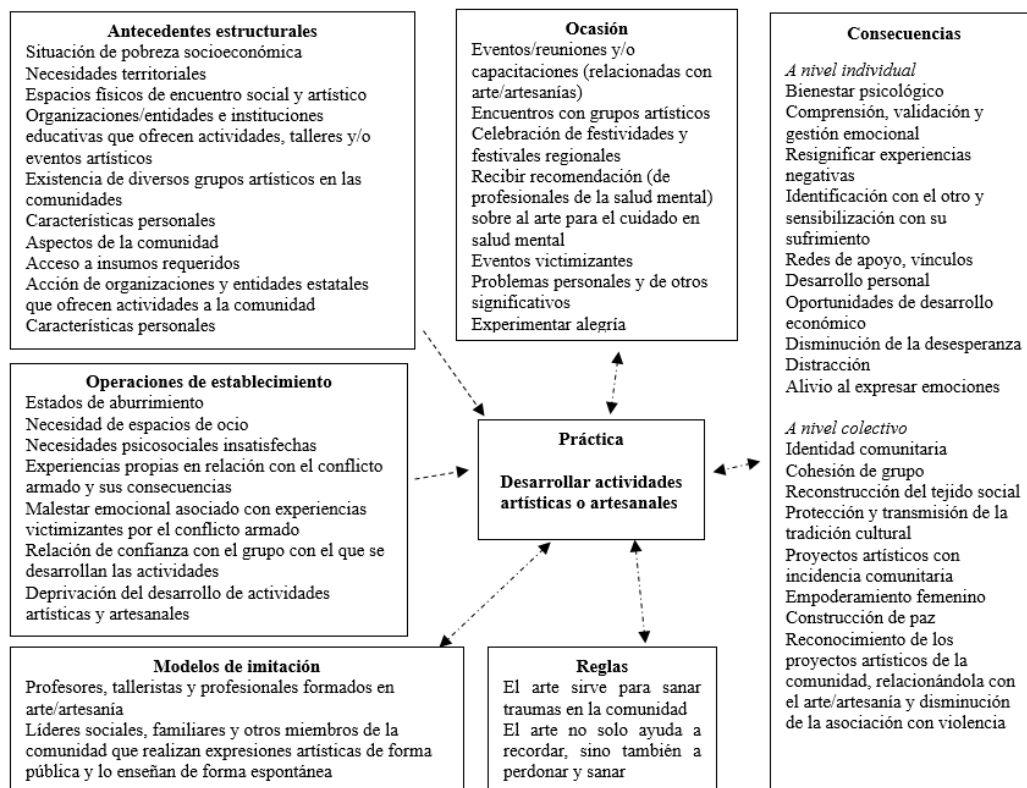 Antecedentes estructurales
Situación de pobreza socioeconómica
Necesidades territoriales
Espacios físicos de encuentro social y artístico
Organizaciones/entidades e instituciones
educativas que ofrecen actividades, talleres y/o
eventos artísticos
Existencia de diversos grupos artísticos en las
comunidades
Características personales
Aspectos de la comunidad
Acceso a insumos requeridos
Acción de organizaciones y entidades estatales
que ofrecen actividades a la comunidad
Características personales
Ocasión
Eventos/reuniones y/o
capacitaciones (relacionadas con
arte/artesanías)
Encuentros con grupos artísticos
Celebración de festividades y
festivales regionales
Recibir recomendación (de
profesionales de la salud mental)
sobre al arte para el cuidado en
salud mental
Eventos victimizantes
Problemas personales y de otros
significativos
Experimentar alegría
Operaciones de establecimiento
Estados de aburrimiento
Necesidad de espacios de ocio
Necesidades psicosociales insatisfechas
Experiencias propias en relación con el conflicto
armado y sus consecuencias
Malestar emocional asociado con experiencias
victimizantes por el conflicto armado
Relación de confianza con el grupo con el que se
desarrollan las actividades
Deprivación del desarrollo de actividades
artísticas y artesanales
Práctica
Desarrollar actividades
artísticas o artesanales
Modelos de imitación
Profesores, talleristas y profesionales formados en
arte/artesanía
Líderes sociales, familiares y otros miembros de la
comunidad que realizan expresiones artísticas de forma
pública y lo enseñan de forma espontánea
Reglas
El arte sirve para sanar
traumas en la comunidad
El arte no solo ayuda a
recordar, sino también a
perdonar y sanar
Consecuencias
A nivel individual
Bienestar psicológico
Comprensión, validación y
gestión emocional
Resignificar experiencias
negativas
Identificación con el otro y
sensibilización con su
sufrimiento
Redes de apoyo, vínculos
Desarrollo personal
Oportunidades de desarrollo
económico
Disminución de la desesperanza
Distracción
Alivio al expresar emociones
A nivel colectivo
Identidad comunitaria
Cohesión de grupo
Reconstrucción del tejido social
Protección y transmisión de la
tradición cultural
Proyectos artísticos con
incidencia comunitaria
Empoderamiento femenino
Construcción de paz
Reconocimiento de los
proyectos artísticos de la
comunidad, relacionándola con
el arte/artesanía y disminución
de la asociación con violencia